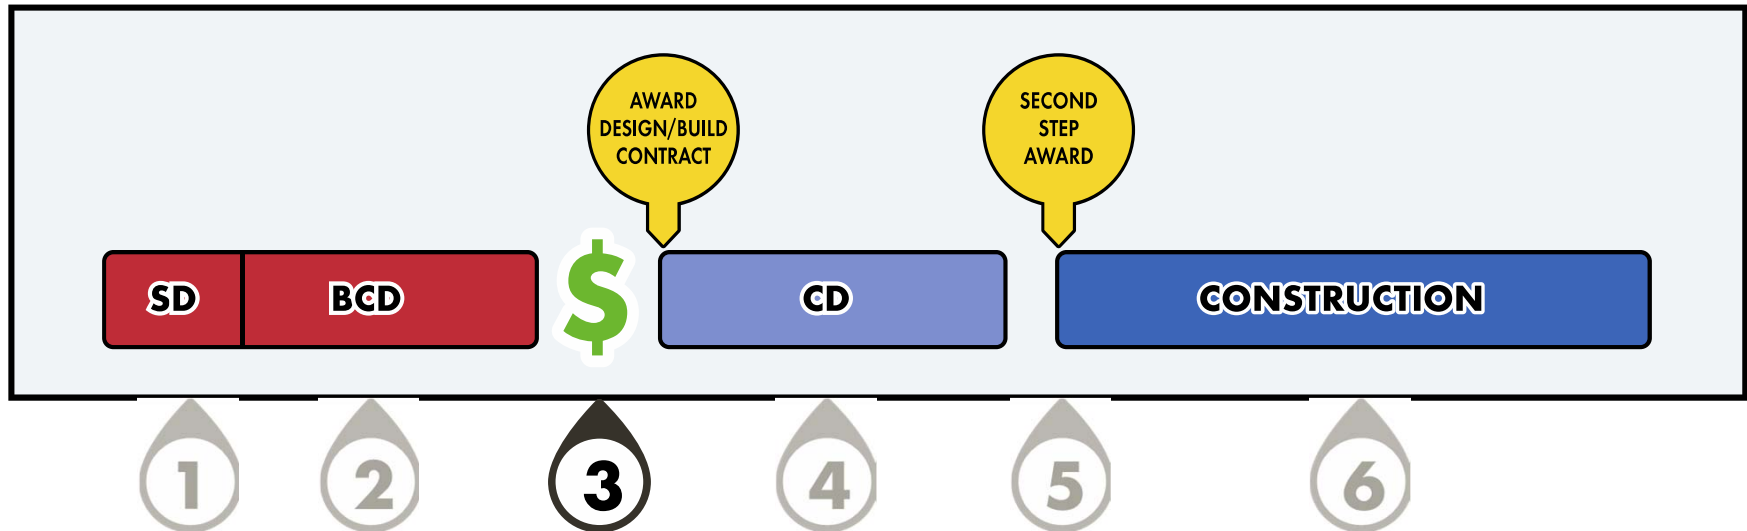 AWARD
DESIGN/BUILD
CONTRACT
SECOND
STEP
AWARD
SD
BCD
$
CD
CONSTRUCTION
1
2
3
4
5
6